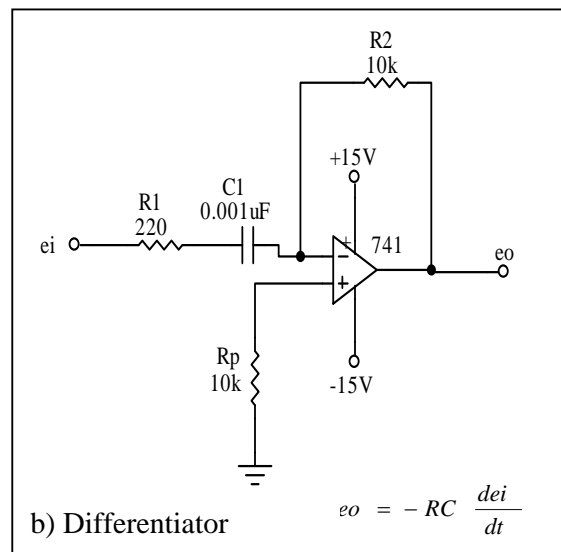 R2
10k
+15V
C1
0.001uF
R1
220
ei
+
741
−
+
eo
Rp
10k
-15V
b) Differentiator
eo = − RC dei
dt